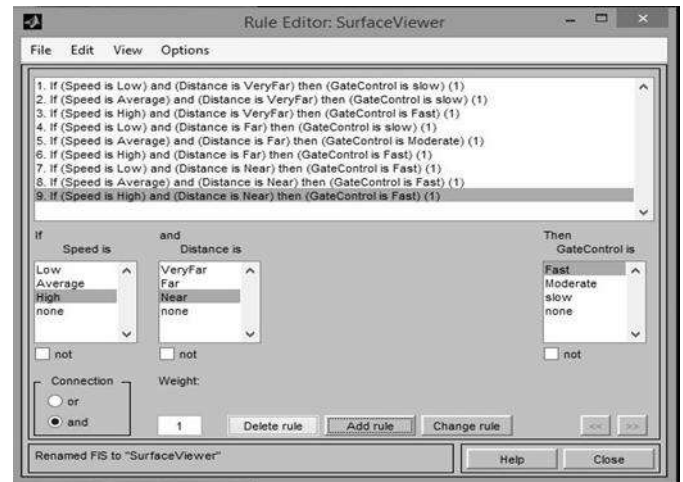 Rule Editor: SurfaceViewer
File Edit View Options
1. If (Speed is Low) and (Distance is VeryFar) then (GateControl is slow) (1)
2. If (Speed is Average) and (Distance is VeryFar) then (GateControl is slow) (1)
3. If (Speed is High) and (Distance is VeryFar) then (GateControl is Fast) (1)
4. If (Speed is Low) and (Distance is Far) then (GateControl is slow) (1)
5. If (Speed is Average) and (Distance is Far) then (GateControl is Moderate) (1)
6. If (Speed is High) and (Distance is Far) then (GateControl is Fast) (1)
7. If (Speed is Low) and (Distance is Near) then (GateControl is Fast) (1)
8. If (Speed is Average) and (Distance is Near) then (GateControl is Fast) (1)
9. If (Speed is High) and (Distance is Near) then (GateControl is Fast) (1)
If and Then
Speed is Distance is GateControl is
Low VeryFar Fast
Average Far Moderate
High Near slow
none none none
not not not
Connection Weight:
or
and 1 Delete rule Add rule Change rule << >>
Renamed FIS to "SurfaceViewer" Help Close